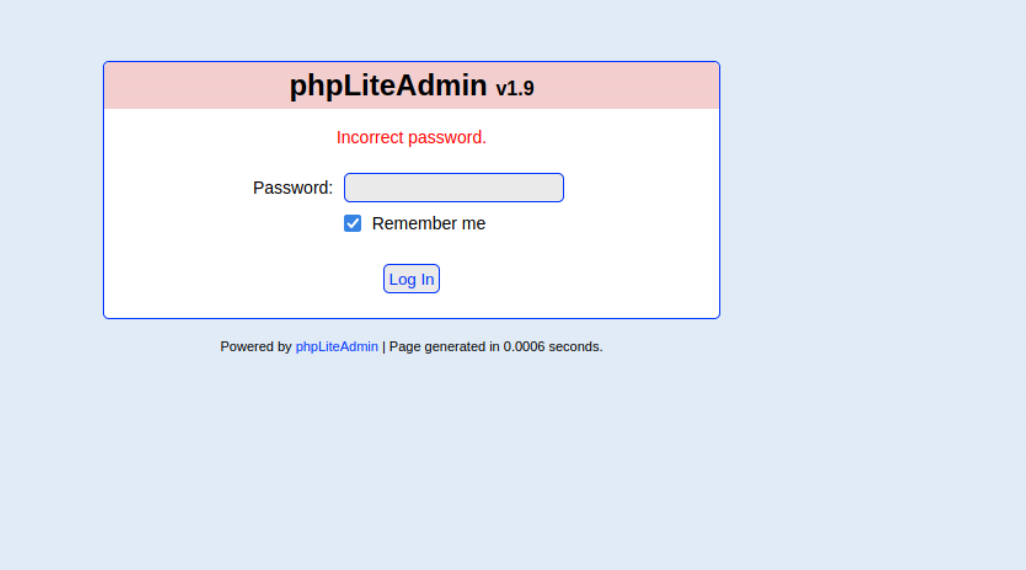 phpLiteAdmin v1.9
Incorrect password.
Password:
Remember me
Log In
Powered by phpLiteAdmin | Page generated in 0.0006 seconds.